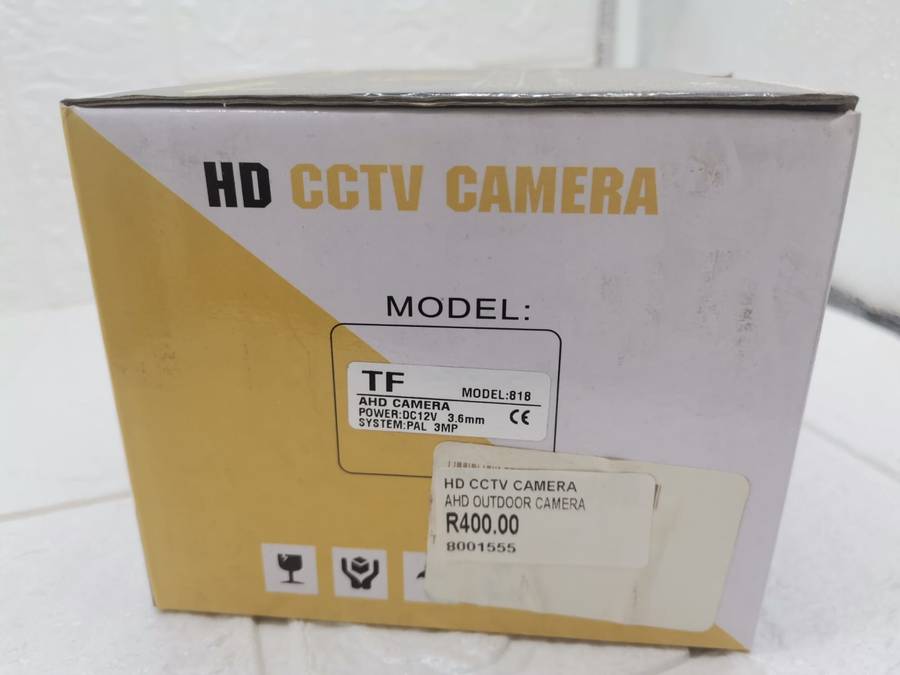 HD CCTV CAMERA
MODEL:
TF MODEL:818
AHD CAMERA
POWER:DC12V 3.6mm CE
SYSTEM:PAL 3MP
HD CCTV CAMERA
AHD OUTDOOR CAMERA
R400.00
8001555